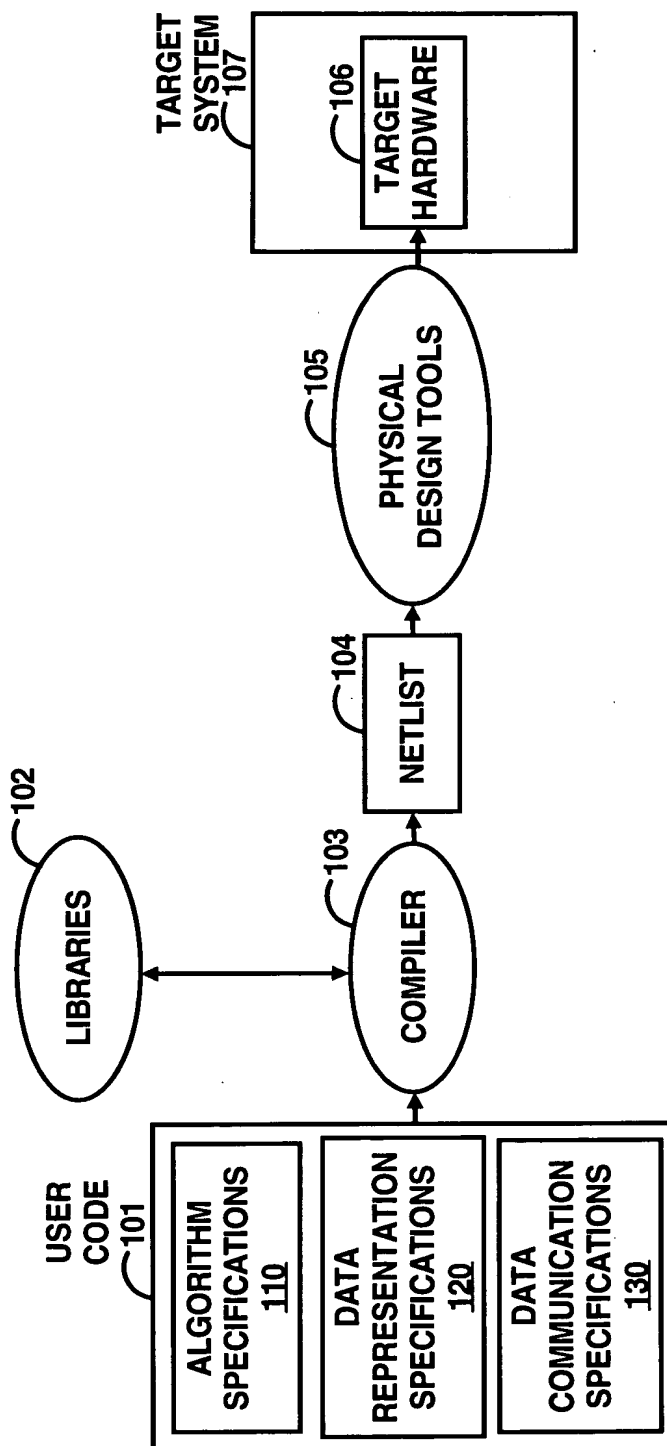 USER
CODE
101
ALGORITHM
SPECIFICATIONS
110
DATA
REPRESENTATION
SPECIFICATIONS
120
DATA
COMMUNICATION
SPECIFICATIONS
130
LIBRARIES
102
COMPILER
103
NETLIST
104
PHYSICAL
DESIGN TOOLS
105
TARGET
SYSTEM
107
TARGET
HARDWARE
106